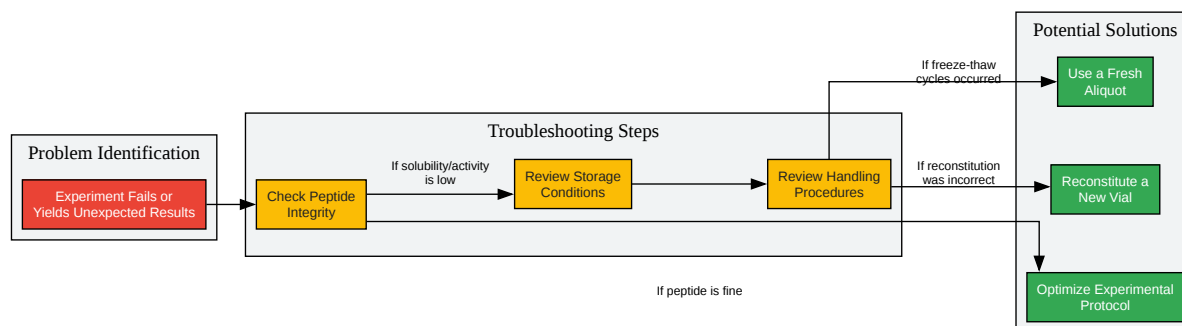 Potential Solutions
If freeze-thaw
cycles occurred
Use a Fresh
Aliquot
Troubleshooting Steps
Problem Identification
If solubility/activity
is low
If reconstitution
was incorrect
Experiment Fails or
Yields Unexpected Results
Check Peptide
Integrity
Review Storage
Conditions
Review Handling
Procedures
Reconstitute a
New Vial
If peptide is fine
Optimize Experimental
Protocol